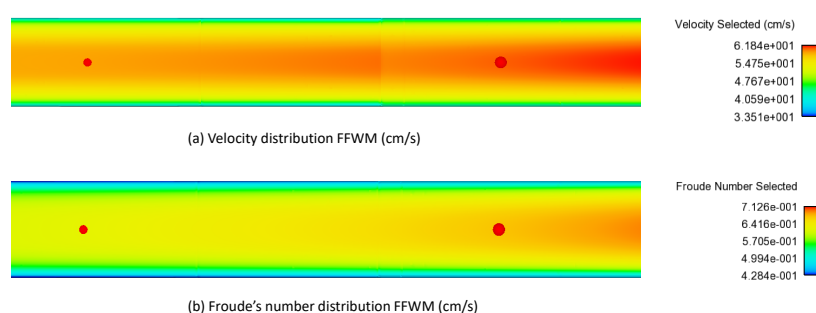 Velocity Selected (cm/s)
6.184e+001
5.475e+001
4.767e+001
4.059e+001
3.351e+001
(a) Velocity distribution FFWM (cm/s)
Froude Number Selected
7.126e-001
6.416e-001
5.705e-001
4.994e-001
4.284e-001
(b) Froude’s number distribution FFWM (cm/s)